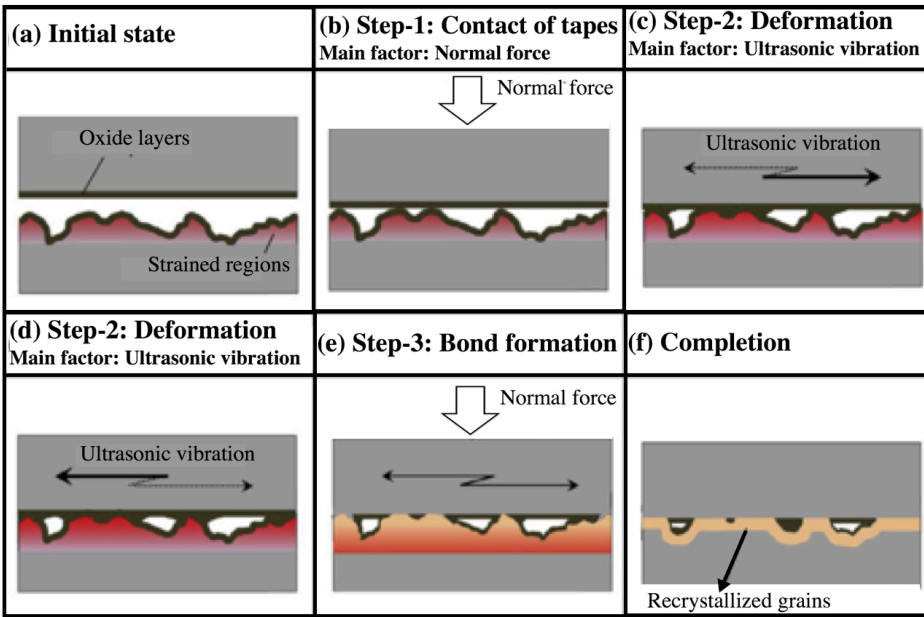 (a) Initial state
Oxide layers
Strained regions
(b) Step-1: Contact of tapes
Main factor: Normal force
Normal force
(c) Step-2: Deformation
Main factor: Ultrasonic vibration
Ultrasonic vibration
(d) Step-2: Deformation
Main factor: Ultrasonic vibration
Ultrasonic vibration
(e) Step-3: Bond formation
Normal force
(f) Completion
Recrystallized grains